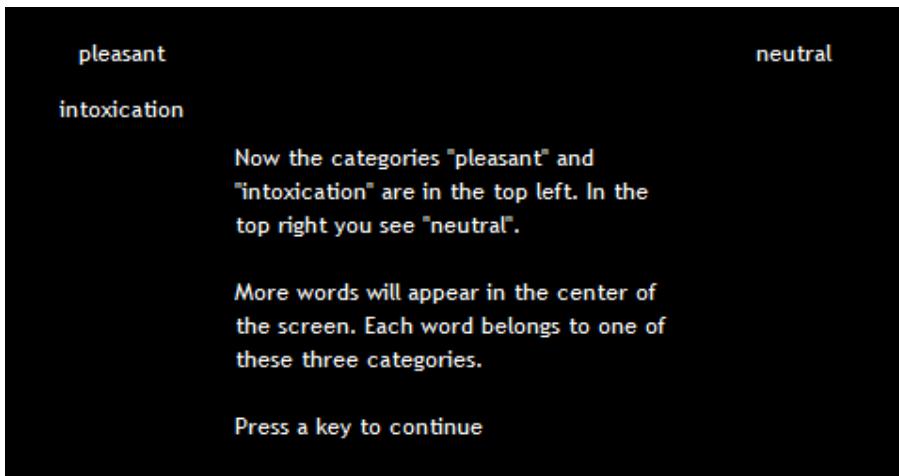 pleasant
neutral
intoxication
Now the categories "pleasant" and
"intoxication" are in the top left. In the
top right you see "neutral".
More words will appear in the center of
the screen. Each word belongs to one of
these three categories.
Press a key to continue